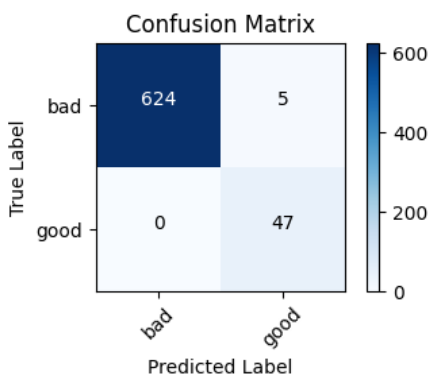 Confusion Matrix
True Label
bad
624
5
good
0
47
bad
good
Predicted Label
600
400
200
0